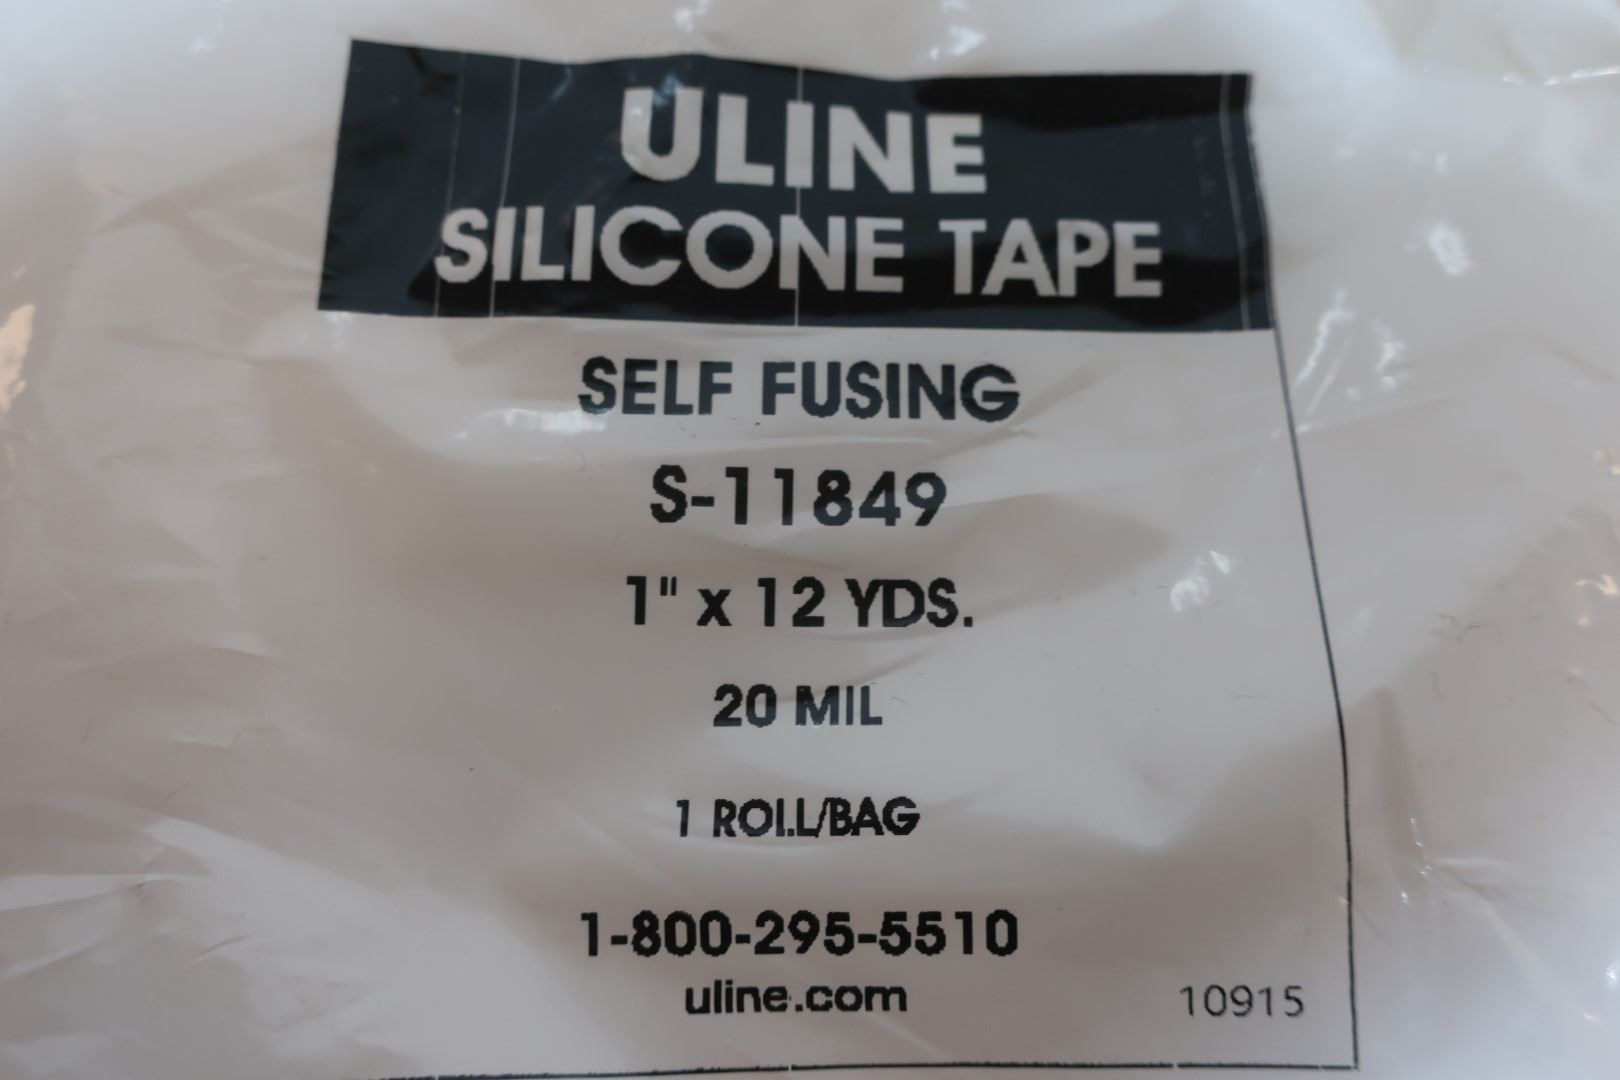 ULINE
SILICONE TAPE
SELF FUSING
S-11849
1" x 12 YDS.
20 MIL
1 ROLL/BAG
1-800-295-5510
uline.com
10915